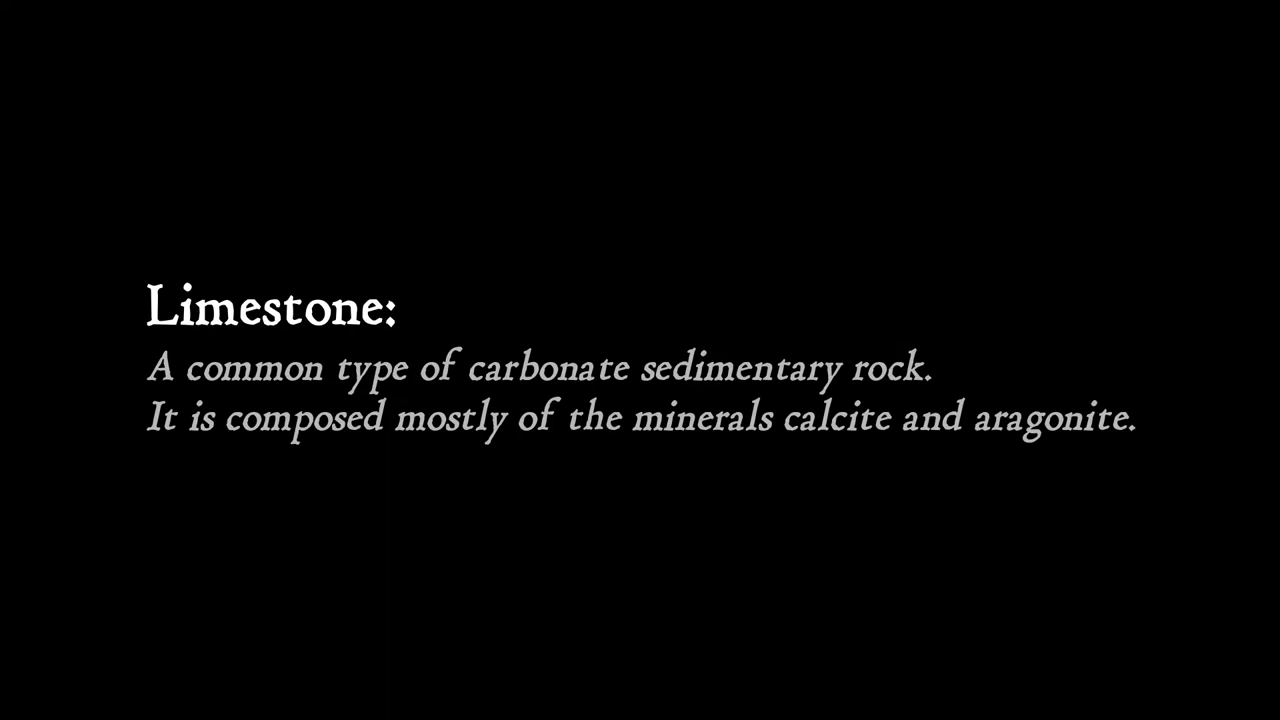 Limestone:
A common type of carbonate sedimentary rock.
It is composed mostly of the minerals calcite and aragonite.